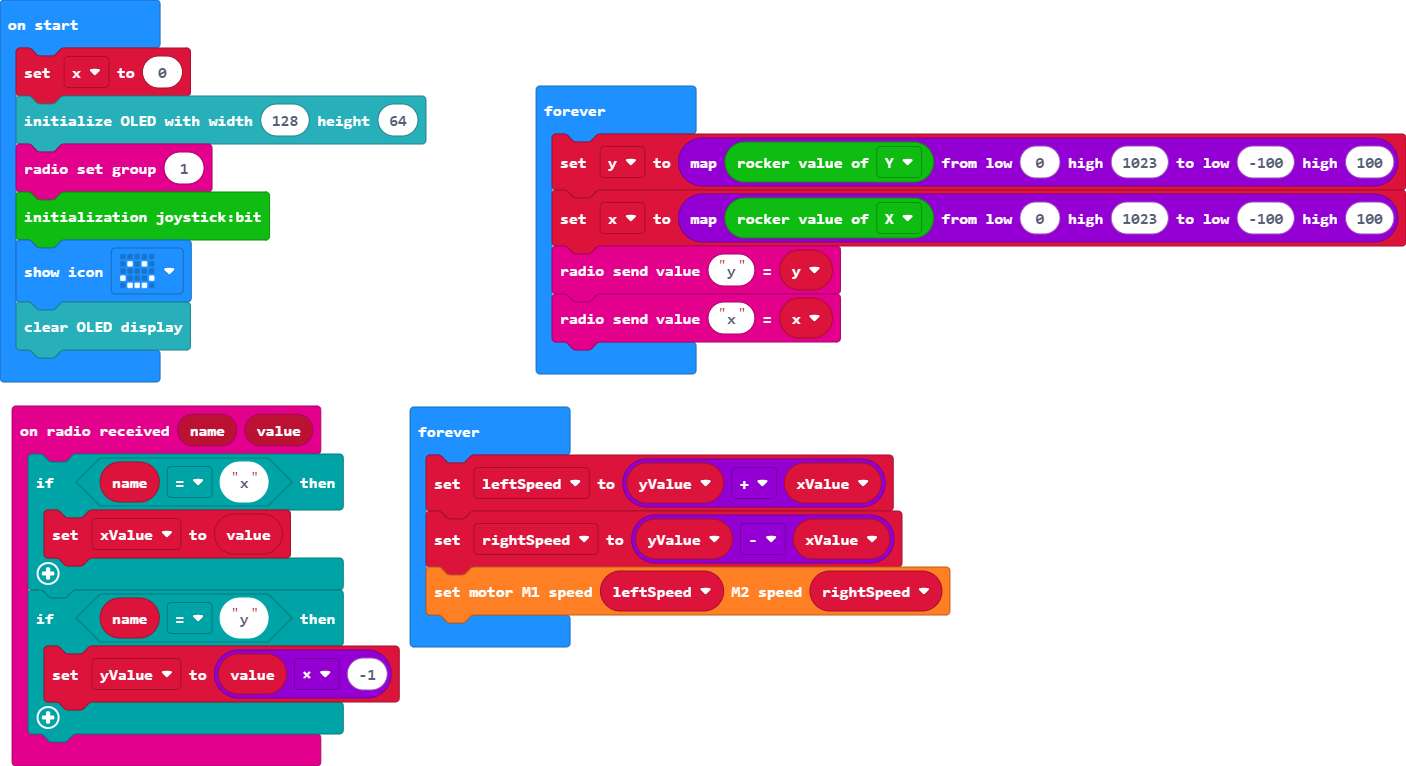 on start
set x to 0
initialize OLED with width 128 height 64
radio set group 1
initialization joystick:bit
show icon
clear OLED display
forever
set y to map rocker value of Y from low 0 high 1023 to low -100 high 100
set x to map rocker value of X from low 0 high 1023 to low -100 high 100
radio send value "y" = y
radio send value "x" = x
on radio received name value
if name = "x" then
set xValue to value
if name = "y" then
set yValue to value × -1
forever
set leftSpeed to yValue + xValue
set rightSpeed to yValue - xValue
set motor M1 speed leftSpeed M2 speed rightSpeed